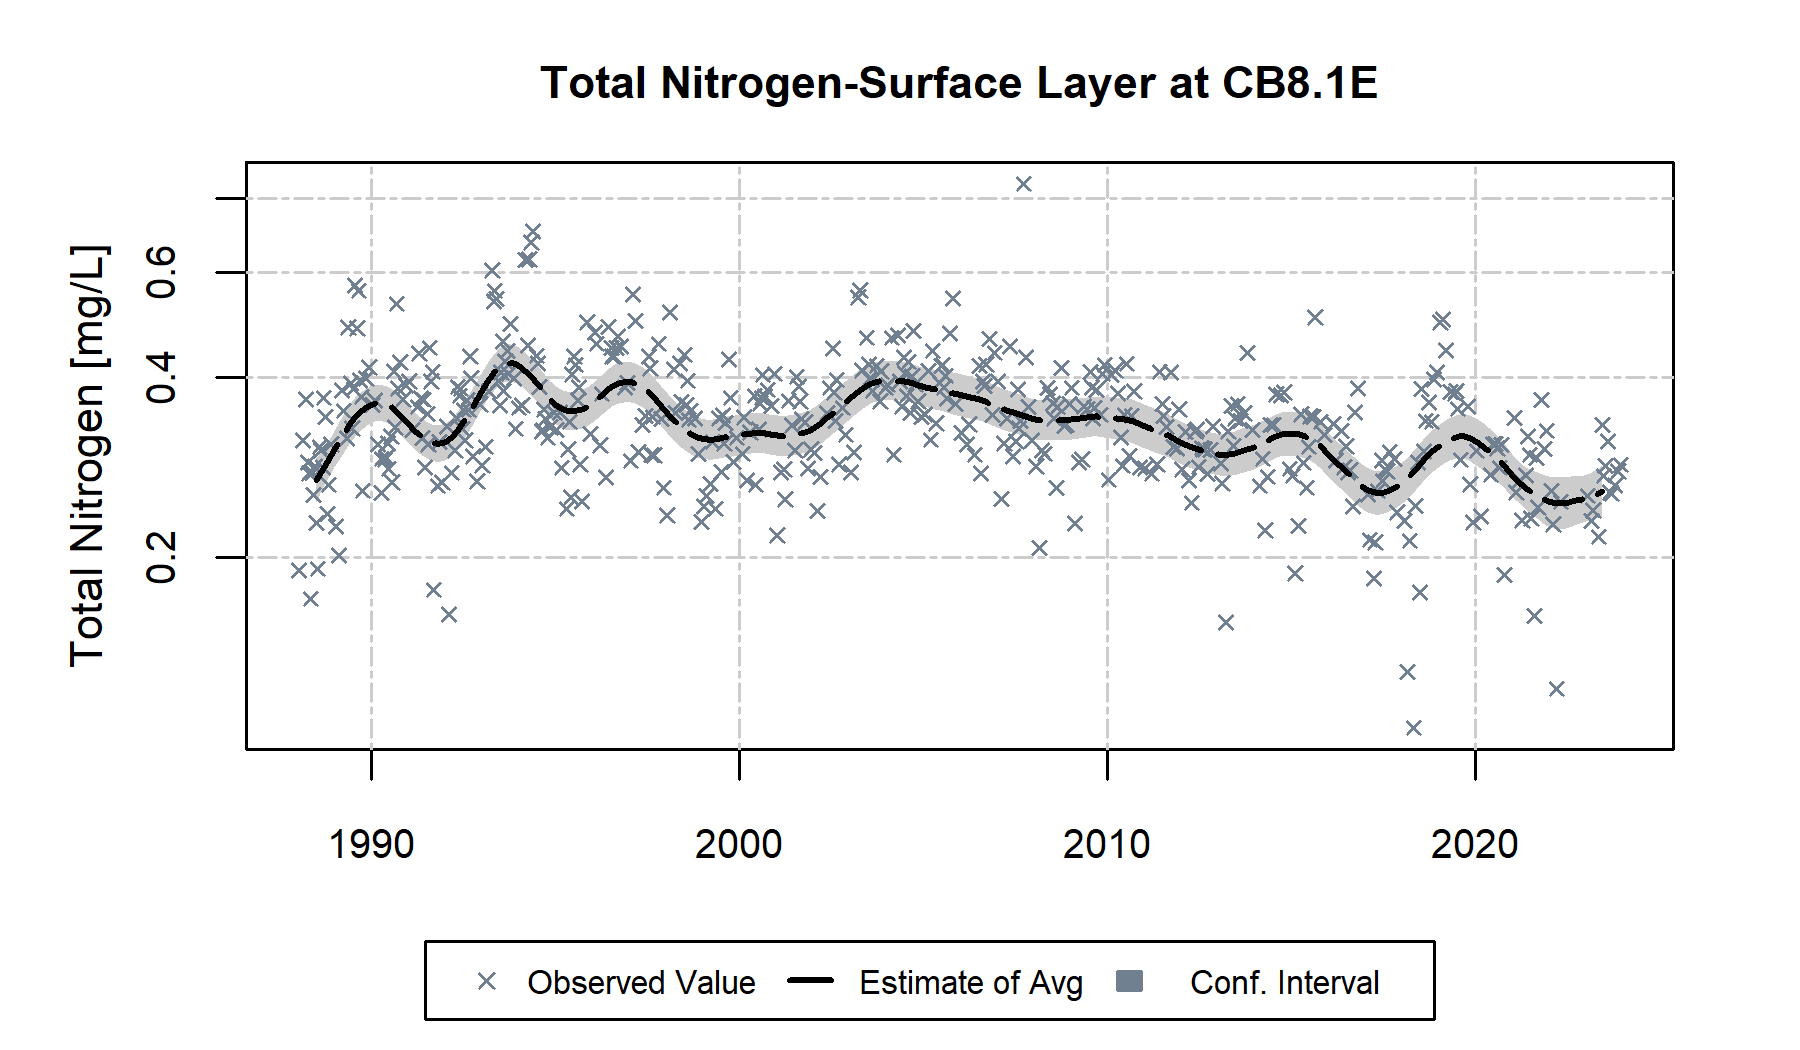 Total Nitrogen-Surface Layer at CB8.1E
Total Nitrogen [mg/L]
0.6
0.4
0.2
1990 2000 2010 2020
Observed Value Estimate of Avg Conf. Interval